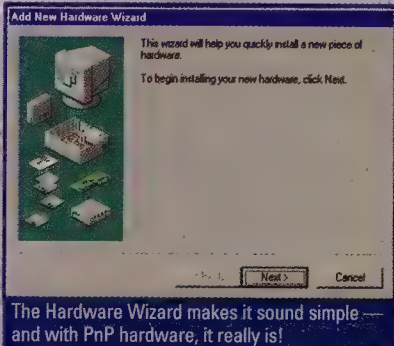 Add New Hardware Wizard
This wizard will help you quickly install a new piece of
hardware.
To begin installing your new hardware, click Next.
Next >
Cancel
The Hardware Wizard makes it sound simple —
and with PnP hardware, it really is!